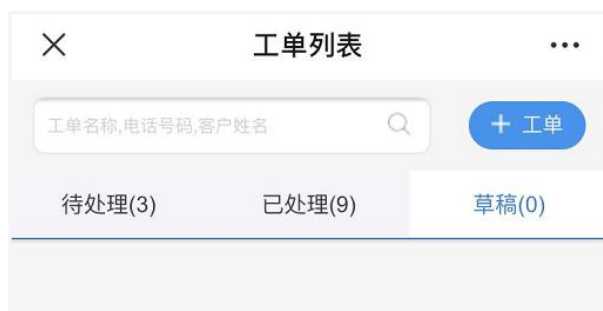 工单列表
工单名称,电话号码,客户姓名
+ 工单
待处理(3) 已处理(9) 草稿(0)